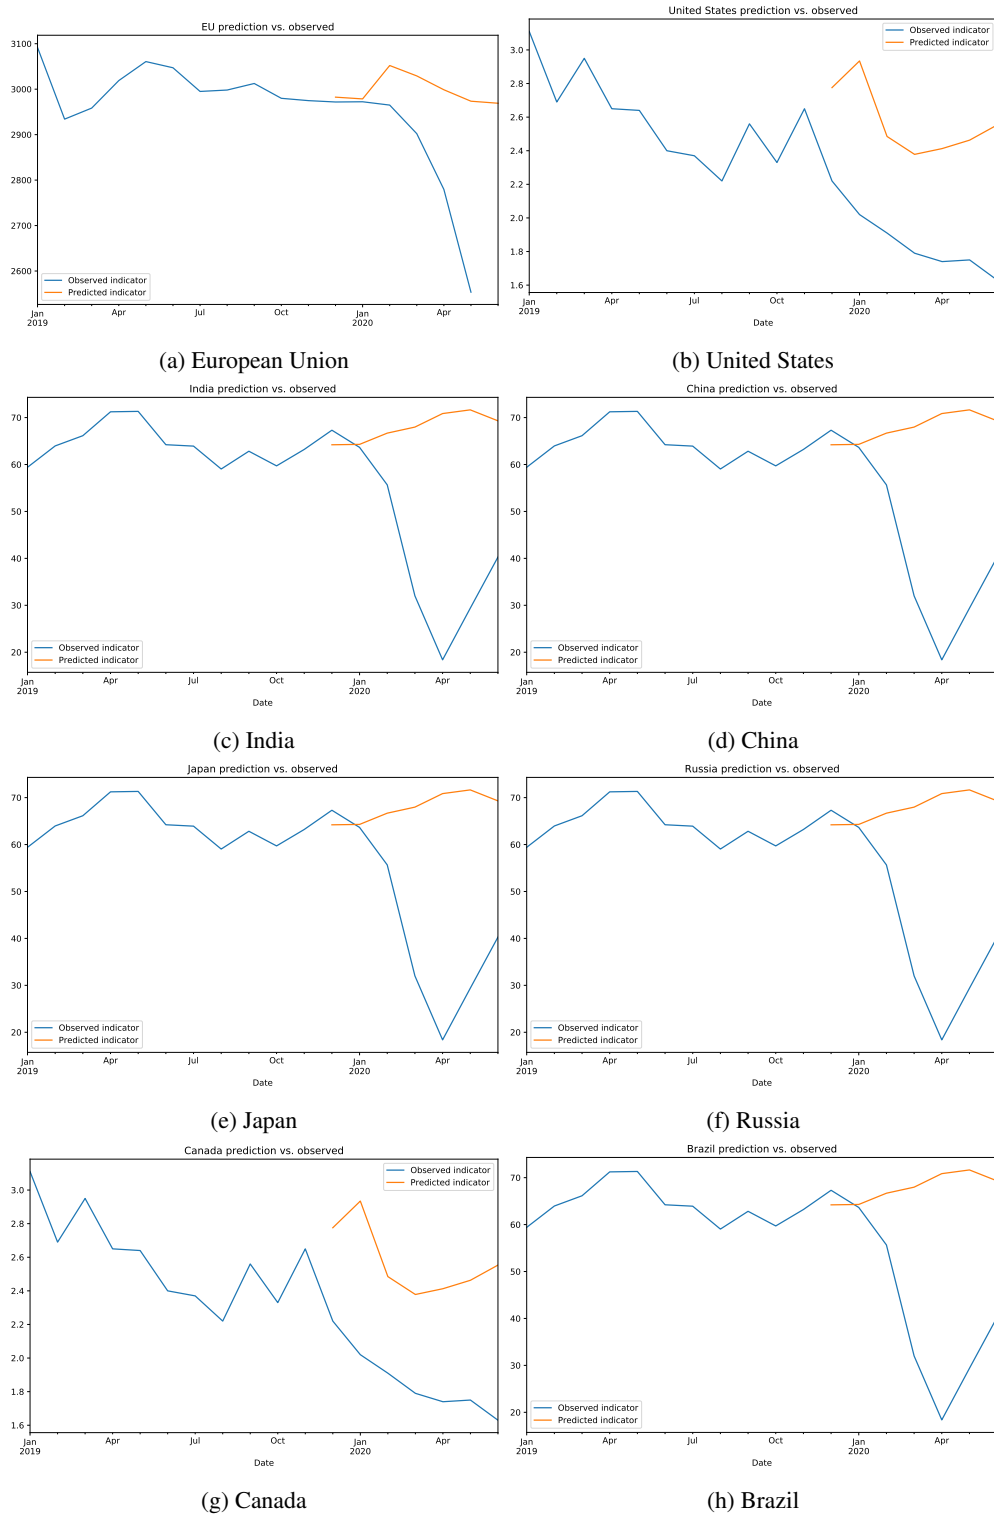 EU prediction vs. observed
3100
3000
2900
2800
2700
2600
Observed indicator
Predicted indicator
Jan
2019
Apr
Jul
Oct
Jan
2020
Apr
(a) European Union
United States prediction vs. observed
Observed indicator
Predicted indicator
3.0
2.8
2.6
2.4
2.2
2.0
1.8
1.6
Jan
2019
Apr
Jul
Oct
Jan
2020
Apr
Date
(b) United States
India prediction vs. observed
70
60
50
40
30
20
Observed indicator
Predicted indicator
Jan
2019
Apr
Jul
Oct
Jan
2020
Apr
Date
(c) India
China prediction vs. observed
70
60
50
40
30
20
Observed indicator
Predicted indicator
Jan
2019
Apr
Jul
Oct
Jan
2020
Apr
Date
(d) China
Japan prediction vs. observed
70
60
50
40
30
20
Observed indicator
Predicted indicator
Jan
2019
Apr
Jul
Oct
Jan
2020
Apr
Date
(e) Japan
Russia prediction vs. observed
70
60
50
40
30
20
Observed indicator
Predicted indicator
Jan
2019
Apr
Jul
Oct
Jan
2020
Apr
Date
(f) Russia
Canada prediction vs. observed
Observed indicator
Predicted indicator
3.0
2.8
2.6
2.4
2.2
2.0
1.8
1.6
Jan
2019
Apr
Jul
Oct
Jan
2020
Apr
Date
(g) Canada
Brazil prediction vs. observed
70
60
50
40
30
20
Observed indicator
Predicted indicator
Jan
2019
Apr
Jul
Oct
Jan
2020
Apr
Date
(h) Brazil